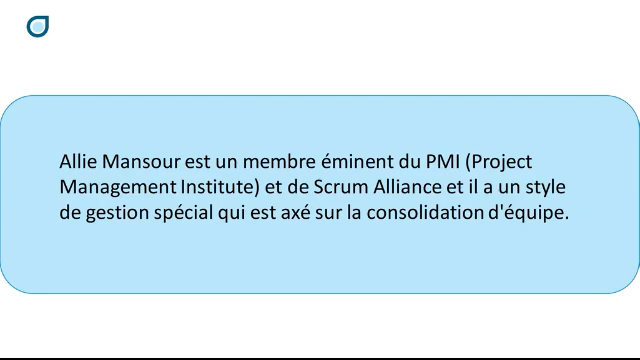 Allie Mansour est un membre éminent du PMI (Project
Management Institute) et de Scrum Alliance et il a un style
de gestion spécial qui est axé sur la consolidation d'équipe.